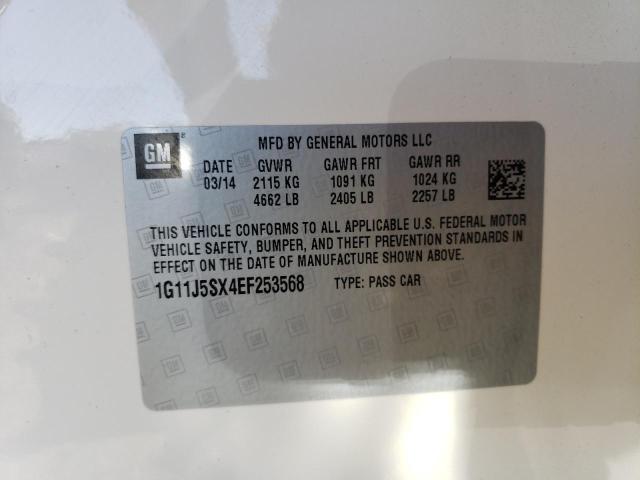 GM
MFD BY GENERAL MOTORS LLC
DATE GVWR GAWR FRT GAWR RR
03/14 2115 KG 1091 KG 1024 KG
4662 LB 2405 LB 2257 LB
THIS VEHICLE CONFORMS TO ALL APPLICABLE U.S. FEDERAL MOTOR
VEHICLE SAFETY, BUMPER, AND THEFT PREVENTION STANDARDS IN
EFFECT ON THE DATE OF MANUFACTURE SHOWN ABOVE.
1G11J5SX4EF253568 TYPE: PASS CAR